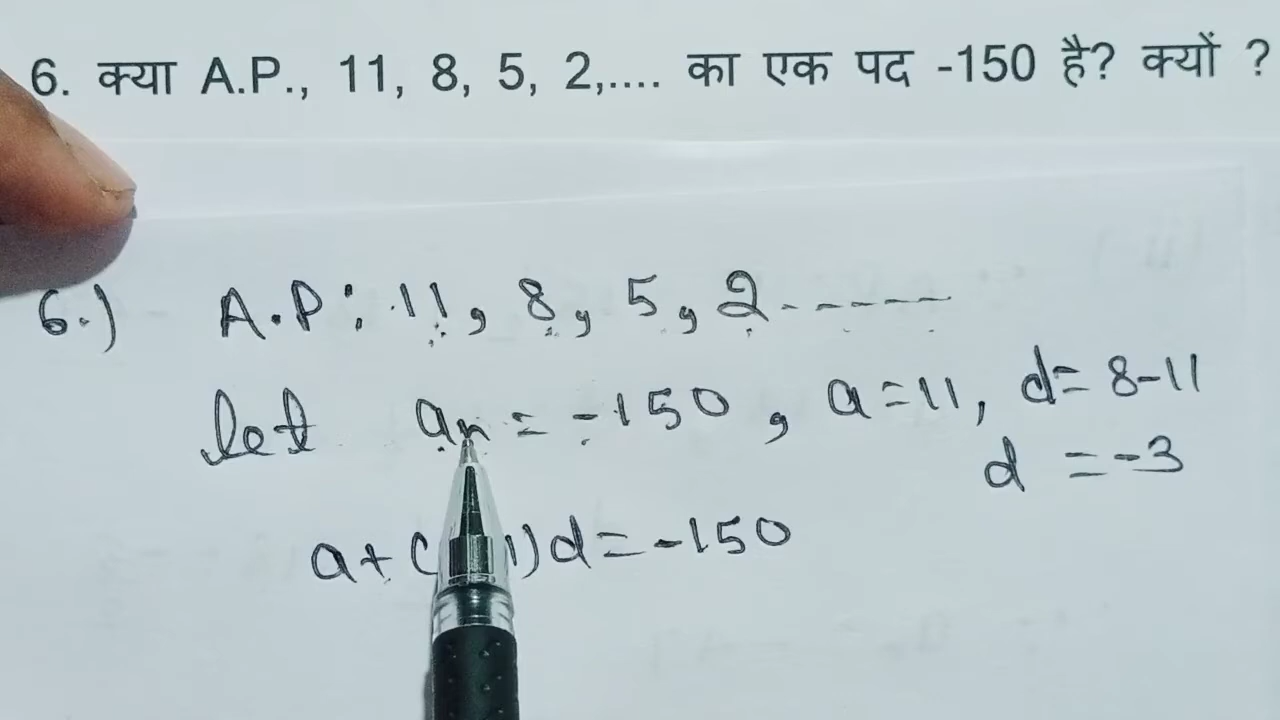 6. क्या A.P., 11, 8, 5, 2,.... का एक पद -150 है? क्यों ?
6.) A.P: 11, 8, 5, 2------
let an = -150, a=11, d= 8-11
d = -3
a+( 1)d=-150